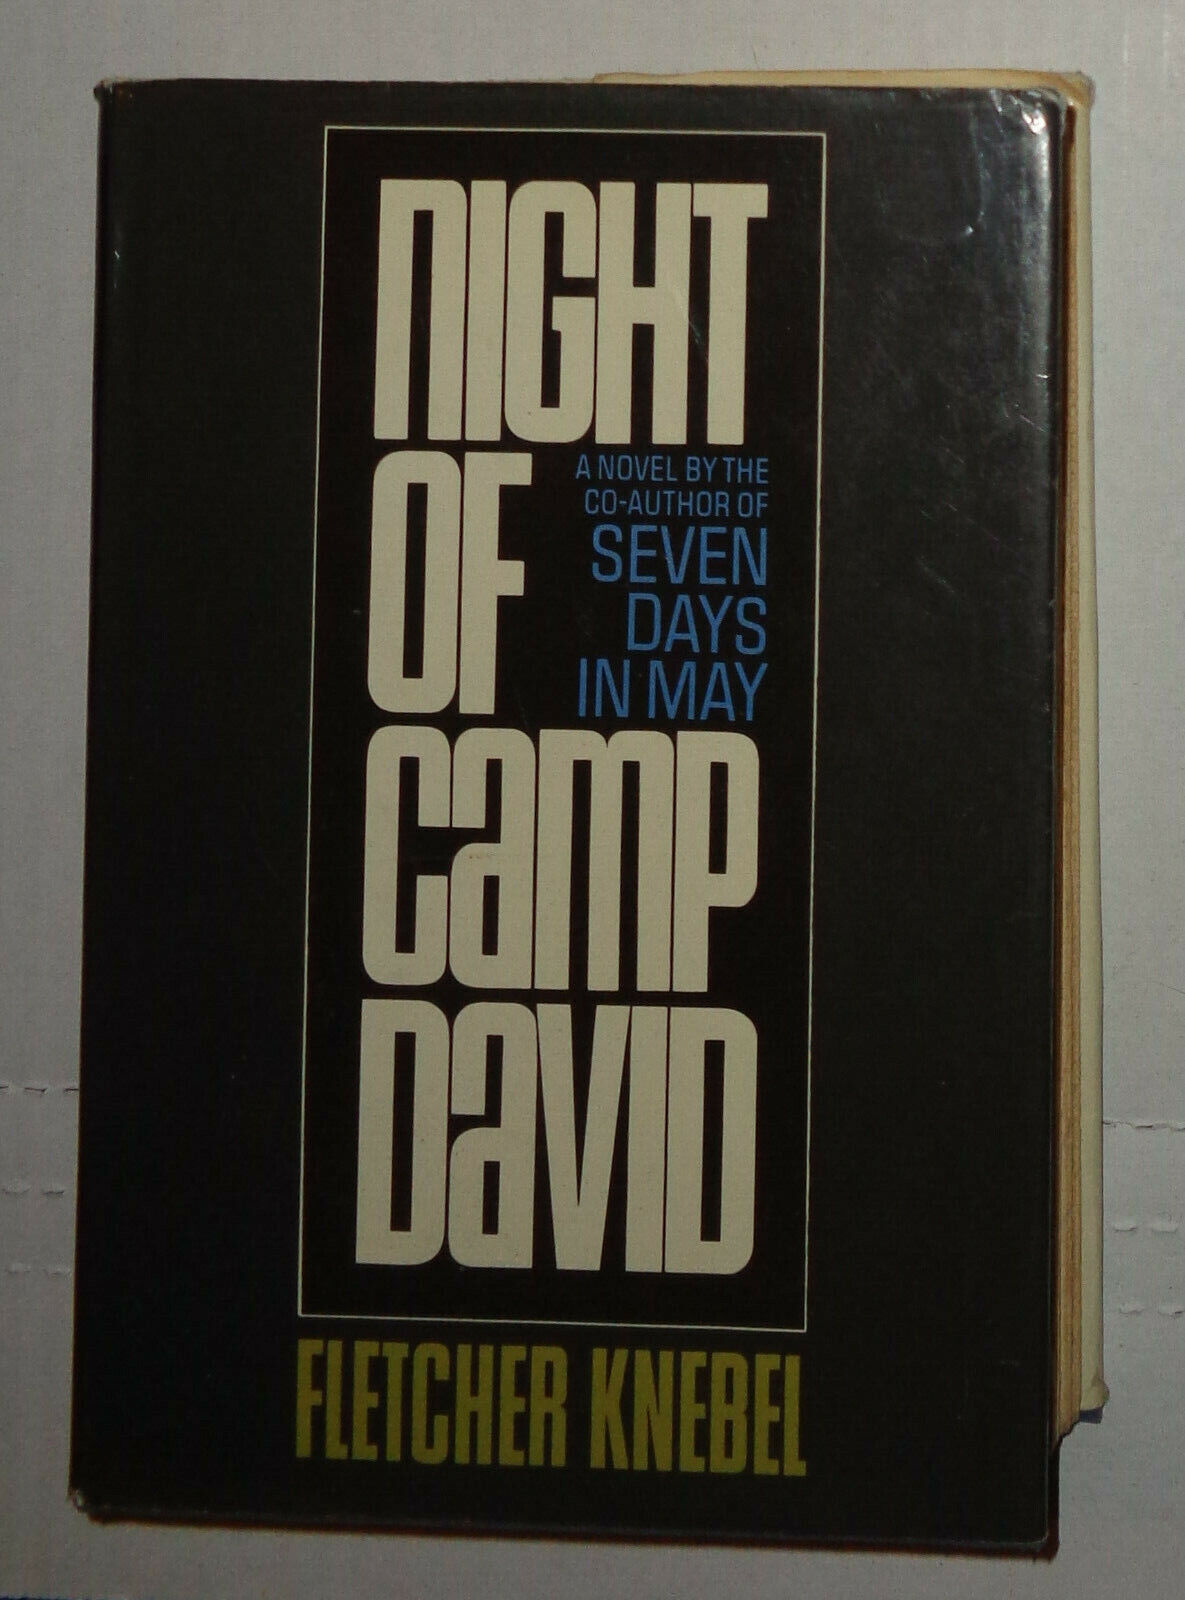 NIGHT
OF
A NOVEL BY THE
CO-AUTHOR OF
SEVEN
DAYS
IN MAY
CAMP
DAVID
FLETCHER KNEBEL